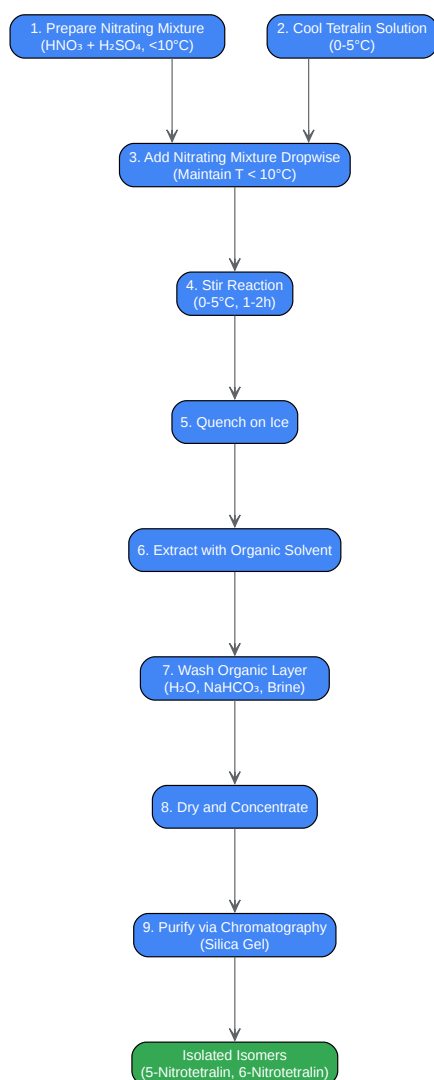 1. Prepare Nitrating Mixture
(HNO₃ + H₂SO₄, <10°C)
2. Cool Tetralin Solution
(0-5°C)
3. Add Nitrating Mixture Dropwise
(Maintain T < 10°C)
4. Stir Reaction
(0-5°C, 1-2h)
5. Quench on Ice
6. Extract with Organic Solvent
7. Wash Organic Layer
(H₂O, NaHCO₃, Brine)
8. Dry and Concentrate
9. Purify via Chromatography
(Silica Gel)
Isolated Isomers
(5-Nitrotetralin, 6-Nitrotetralin)